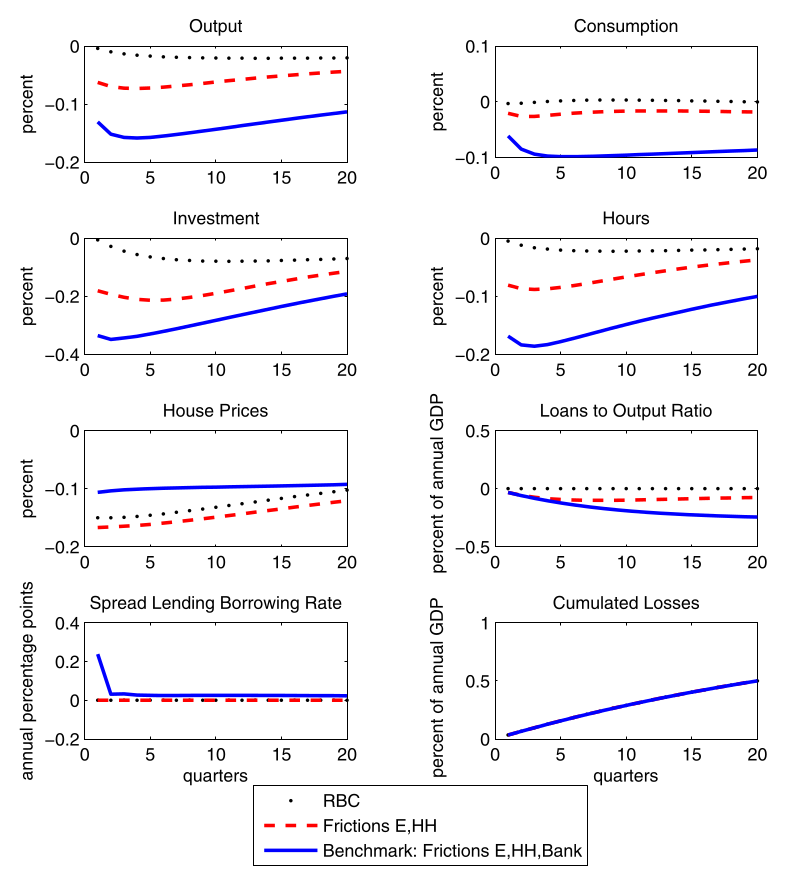 Output
Consumption
percent
0
−0.1
−0.2
0 5 10 15 20
percent
0.1
0
−0.1
0 5 10 15 20
Investment
Hours
percent
0
−0.2
−0.4
0 5 10 15 20
percent
0
−0.1
−0.2
0 5 10 15 20
House Prices
Loans to Output Ratio
percent
0
−0.1
−0.2
0 5 10 15 20
percent of annual GDP
0.5
0
−0.5
0 5 10 15 20
Spread Lending Borrowing Rate
Cumulated Losses
annual percentage points
0.4
0.2
0
−0.2
0 5 10 15 20
quarters
percent of annual GDP
1
0.5
0
0 5 10 15 20
quarters
RBC
Frictions E,HH
Benchmark: Frictions E,HH,Bank